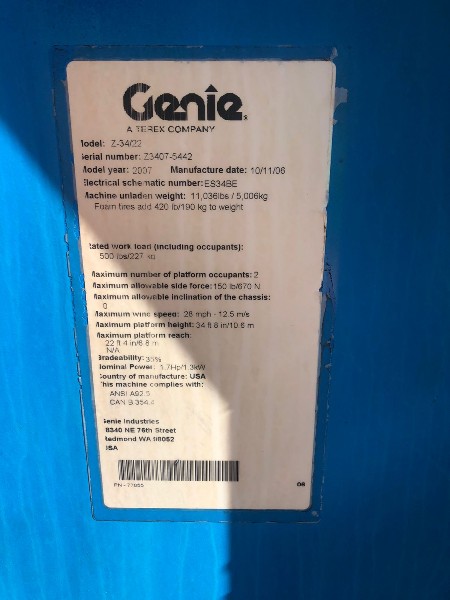 Genie
A TEREX COMPANY
Model: Z-34/22
Serial number: Z3407-5442
Model year: 2007 Manufacture date: 10/11/06
Electrical schematic number: ES34BE
Machine unladen weight: 11,036lbs / 5,006kg
Foam tires add 420 lb/190 kg to weight
Rated work load (including occupants):
500 lbs/227 kg
Maximum number of platform occupants: 2
Maximum allowable side force: 150 lb/670 N
Maximum allowable inclination of the chassis:
0
Maximum wind speed: 28 mph - 12.5 m/s
Maximum platform height: 34 ft 6 in/10.6 m
Maximum platform reach:
22 ft 4 in/6.8 m
N/A
Gradeability: 35%
Nominal Power: 1.7Hp/1.3kW
Country of manufacture: USA
This machine complies with:
ANSI A92.5
CAN B.354.4
Genie Industries
8340 NE 76th Street
Redmond WA 98052
USA
PN -
06